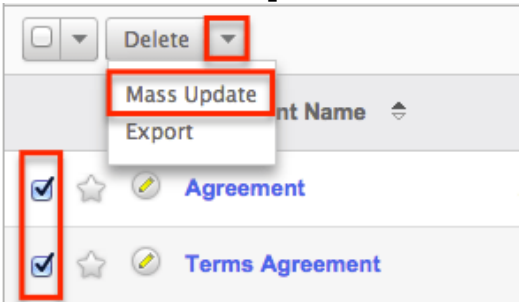 Delete
Mass Update
nt Name
Export
Agreement
Terms Agreement